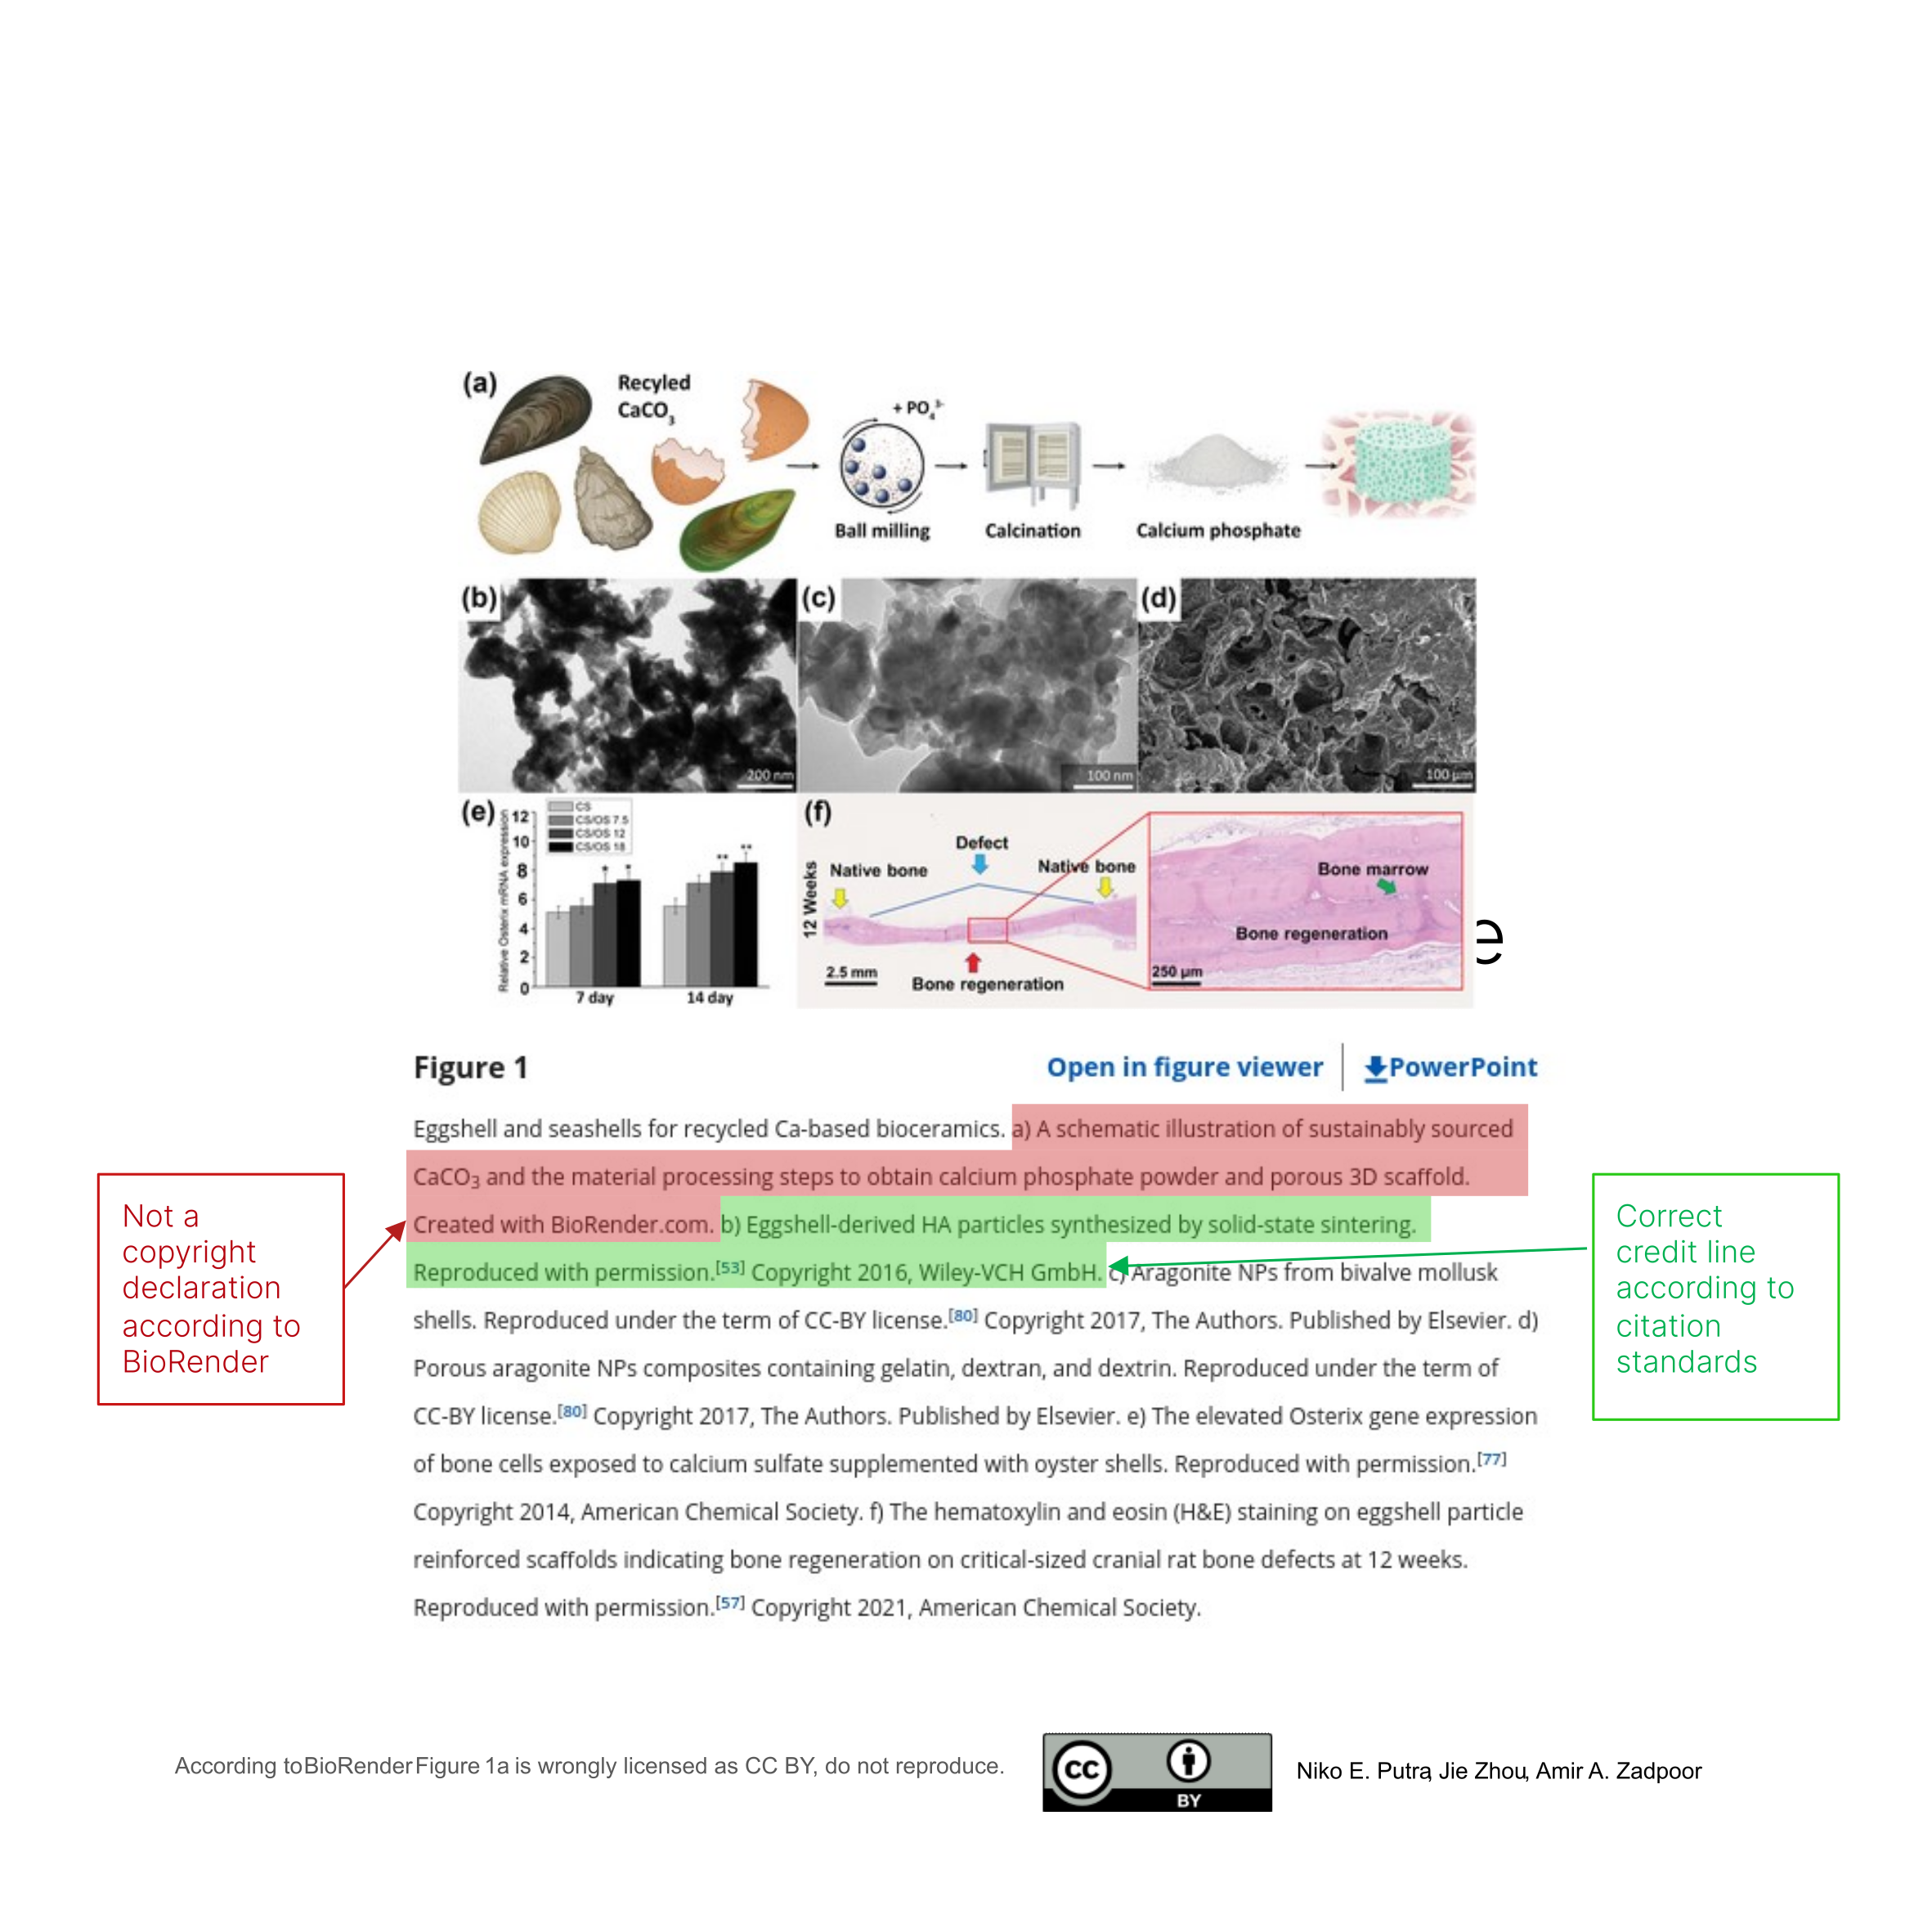 (a)
Recyled
CaCO3
+ PO4 3-
Ball milling
Calcination
Calcium phosphate
(b)
200 nm
(c)
100 nm
(d)
100 µm
(e)
Relative Osterix mRNA expression
12
10
8
6
4
2
0
CS
CS/OS 7.5
CS/OS 12
CS/OS 18
* *
** **
7 day
14 day
(f)
12 Weeks
Defect
Native bone
Native bone
2.5 mm
Bone regeneration
Bone marrow
Bone regeneration
250 µm
e
Figure 1
Open in figure viewer
PowerPoint
Eggshell and seashells for recycled Ca-based bioceramics. a) A schematic illustration of sustainably sourced
CaCO3 and the material processing steps to obtain calcium phosphate powder and porous 3D scaffold.
Created with BioRender.com. b) Eggshell-derived HA particles synthesized by solid-state sintering.
Reproduced with permission.[53] Copyright 2016, Wiley-VCH GmbH. c) Aragonite NPs from bivalve mollusk
shells. Reproduced under the term of CC-BY license.[80] Copyright 2017, The Authors. Published by Elsevier. d)
Porous aragonite NPs composites containing gelatin, dextran, and dextrin. Reproduced under the term of
CC-BY license.[80] Copyright 2017, The Authors. Published by Elsevier. e) The elevated Osterix gene expression
of bone cells exposed to calcium sulfate supplemented with oyster shells. Reproduced with permission.[77]
Copyright 2014, American Chemical Society. f) The hematoxylin and eosin (H&E) staining on eggshell particle
reinforced scaffolds indicating bone regeneration on critical-sized cranial rat bone defects at 12 weeks.
Reproduced with permission.[57] Copyright 2021, American Chemical Society.
Not a
copyright
declaration
according to
BioRender
Correct
credit line
according to
citation
standards
According to BioRender Figure 1a is wrongly licensed as CC BY, do not reproduce.
cc
BY
Niko E. Putra, Jie Zhou, Amir A. Zadpoor